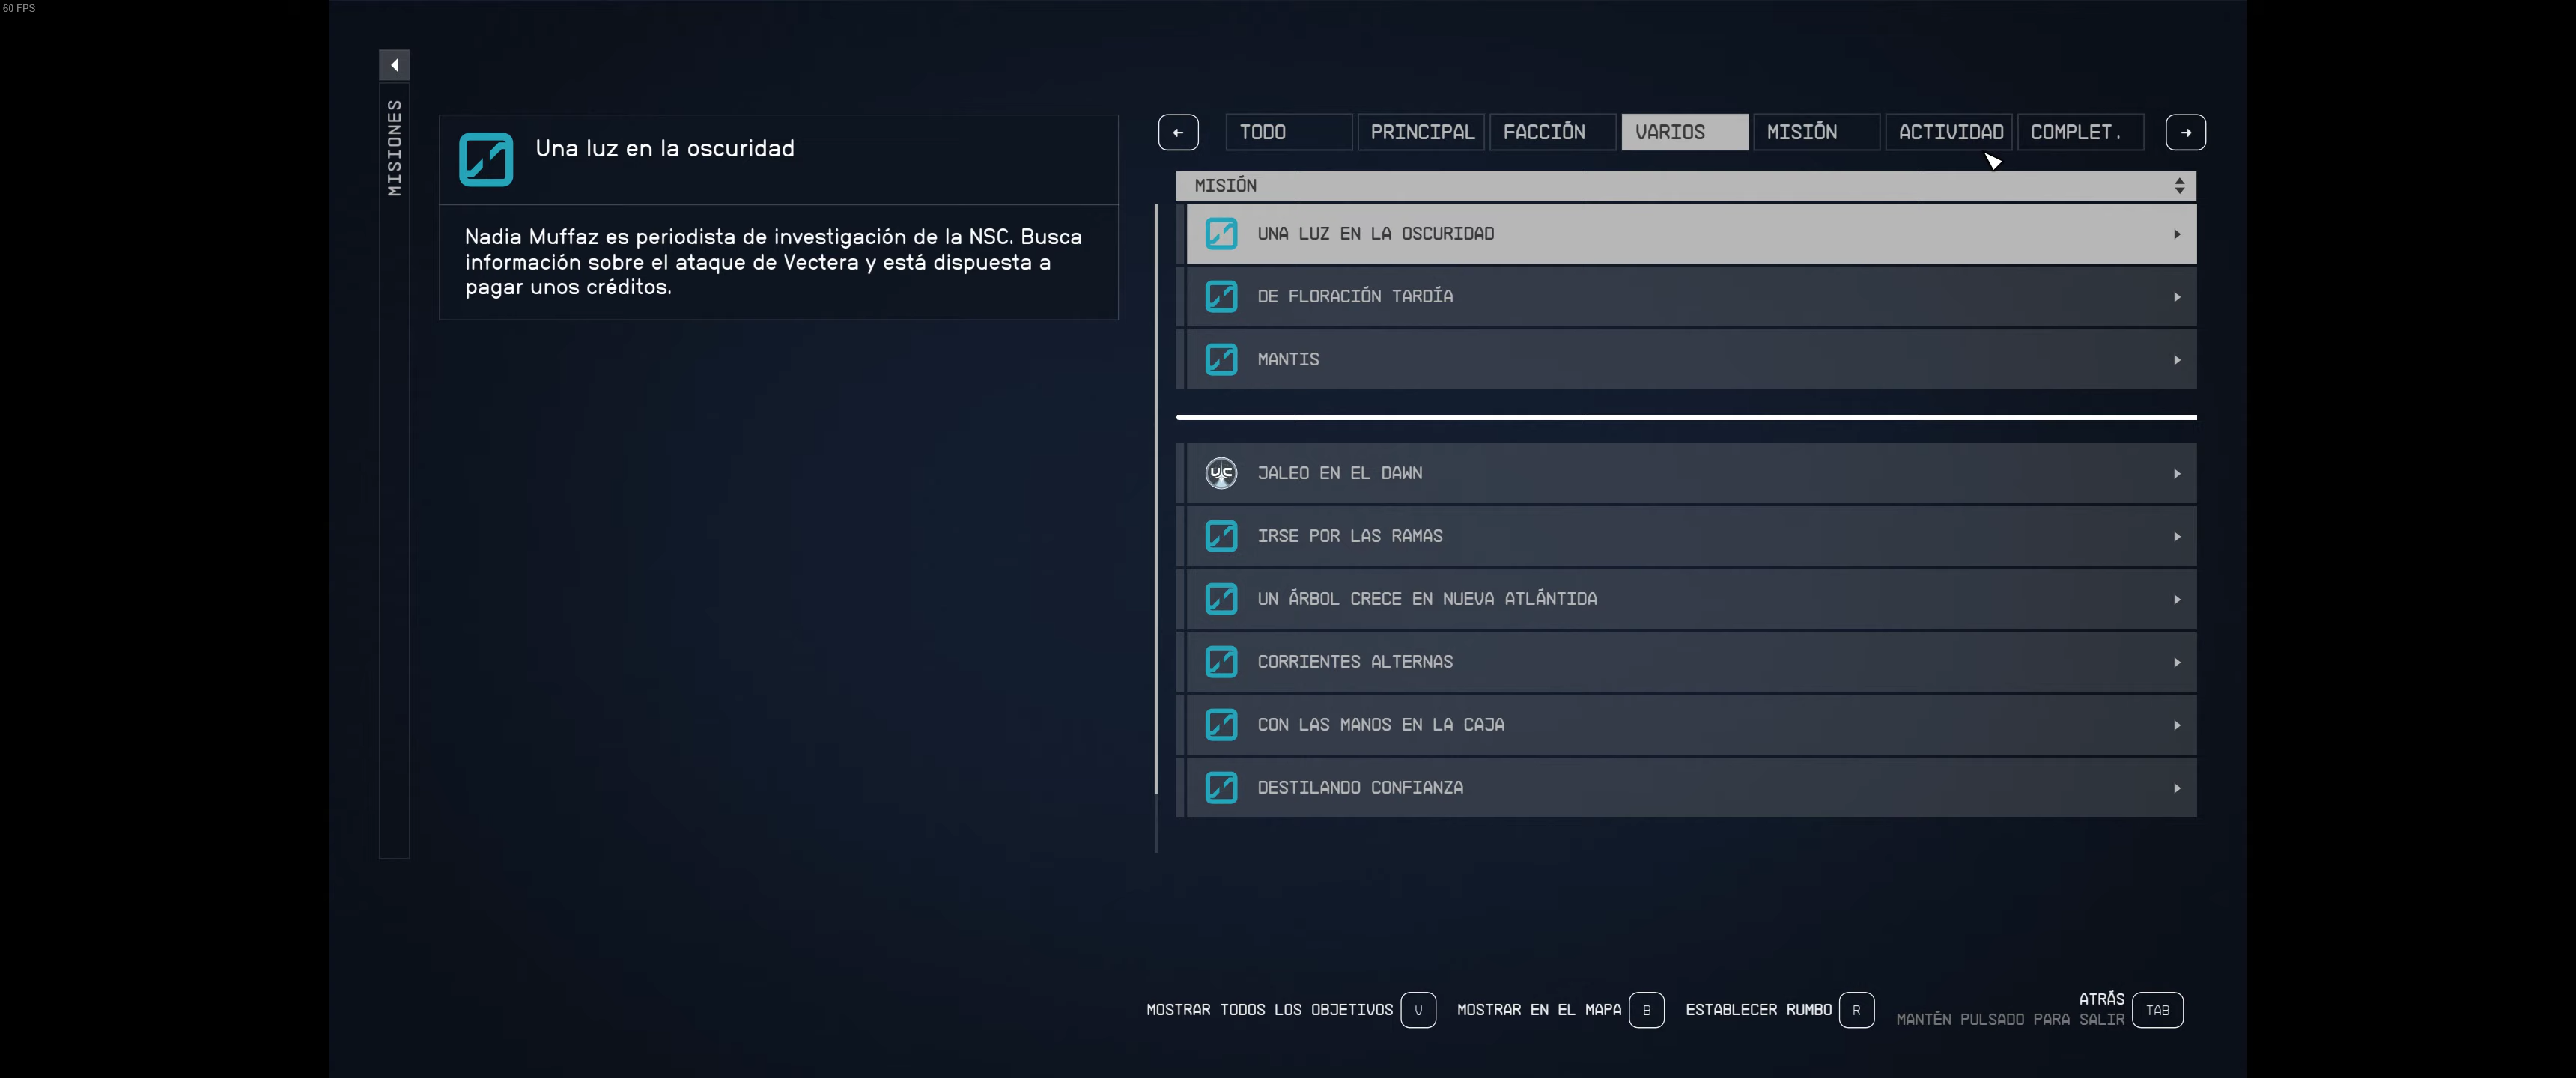 60 FPS
MISIONES
Una luz en la oscuridad
Nadia Muffaz es periodista de investigación de la NSC. Busca
información sobre el ataque de Vectera y está dispuesta a
pagar unos créditos.
TODO PRINCIPAL FACCIÓN VARIOS MISIÓN ACTIVIDAD COMPLET.
MISIÓN
UNA LUZ EN LA OSCURIDAD
DE FLORACIÓN TARDÍA
MANTIS
UC JALEO EN EL DAWN
IRSE POR LAS RAMAS
UN ÁRBOL CRECE EN NUEVA ATLÁNTIDA
CORRIENTES ALTERNAS
CON LAS MANOS EN LA CAJA
DESTILANDO CONFIANZA
MOSTRAR TODOS LOS OBJETIVOS V MOSTRAR EN EL MAPA B ESTABLECER RUMBO R ATRÁS TAB
MANTÉN PULSADO PARA SALIR